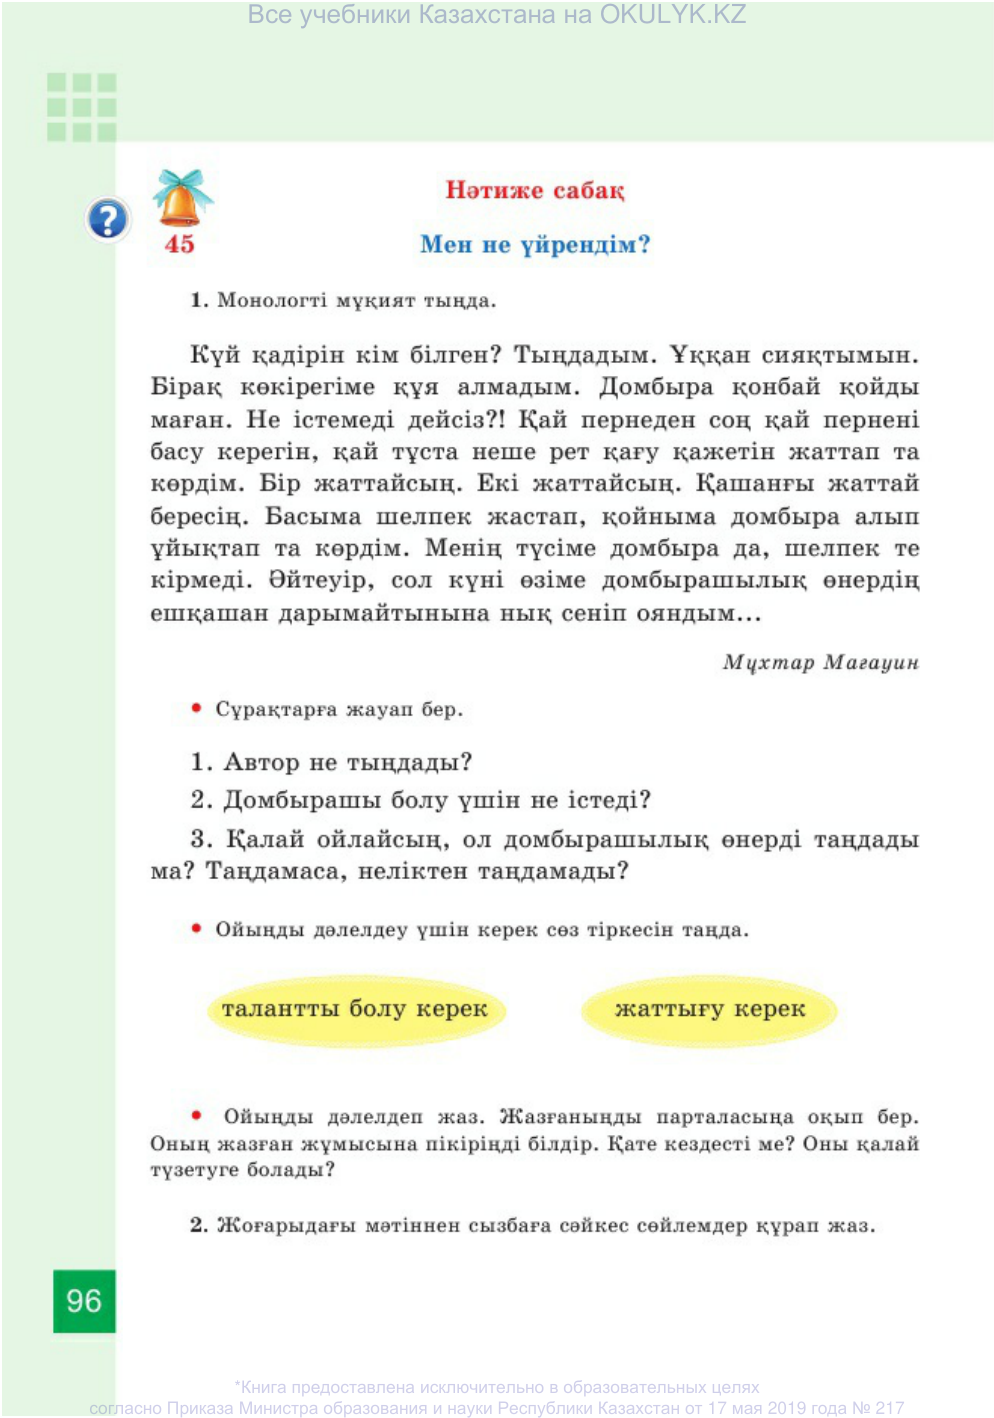 Все учебники Казахстана на OKULYK.KZ
?
45
Нәтиже сабақ
Мен не үйрендім?
1. Монологті мұқият тыңда.
Күй қадірін кім білген? Тыңдадым. Ұққан сияқтымын.
Бірақ көкірегіме құя алмадым. Домбыра қонбай қойды
маған. Не істемеді дейсіз?! Қай пернеден соң қай пернені
басу керегін, қай тұста неше рет қағу қажетін жаттап та
көрдім. Бір жаттайсың. Екі жаттайсың. Қашанғы жаттай
бересің. Басыма шелпек жастап, қойныма домбыра алып
ұйықтап та көрдім. Менің түсіме домбыра да, шелпек те
кірмеді. Әйтеуір, сол күні өзіме домбырашылық өнердің
ешқашан дарымайтынына нық сеніп ояндым...
Мұхтар Мағауин
• Сұрақтарға жауап бер.
1. Автор не тыңдады?
2. Домбырашы болу үшін не істеді?
3. Қалай ойлайсың, ол домбырашылық өнерді таңдады
ма? Таңдамаса, неліктен таңдамады?
• Ойыңды дәлелдеу үшін керек сөз тіркесін таңда.
талантты болу керек
жаттығу керек
• Ойыңды дәлелдеп жаз. Жазғаныңды парталасыңа оқып бер.
Оның жазған жұмысына пікіріңді білдір. Қате кездесті ме? Оны қалай
түзетуге болады?
2. Жоғарыдағы мәтіннен сызбаға сәйкес сөйлемдер құрап жаз.
96
*Книга предоставлена исключительно в образовательных целях
согласно Приказа Министра образования и науки Республики Казахстан от 17 мая 2019 года № 217